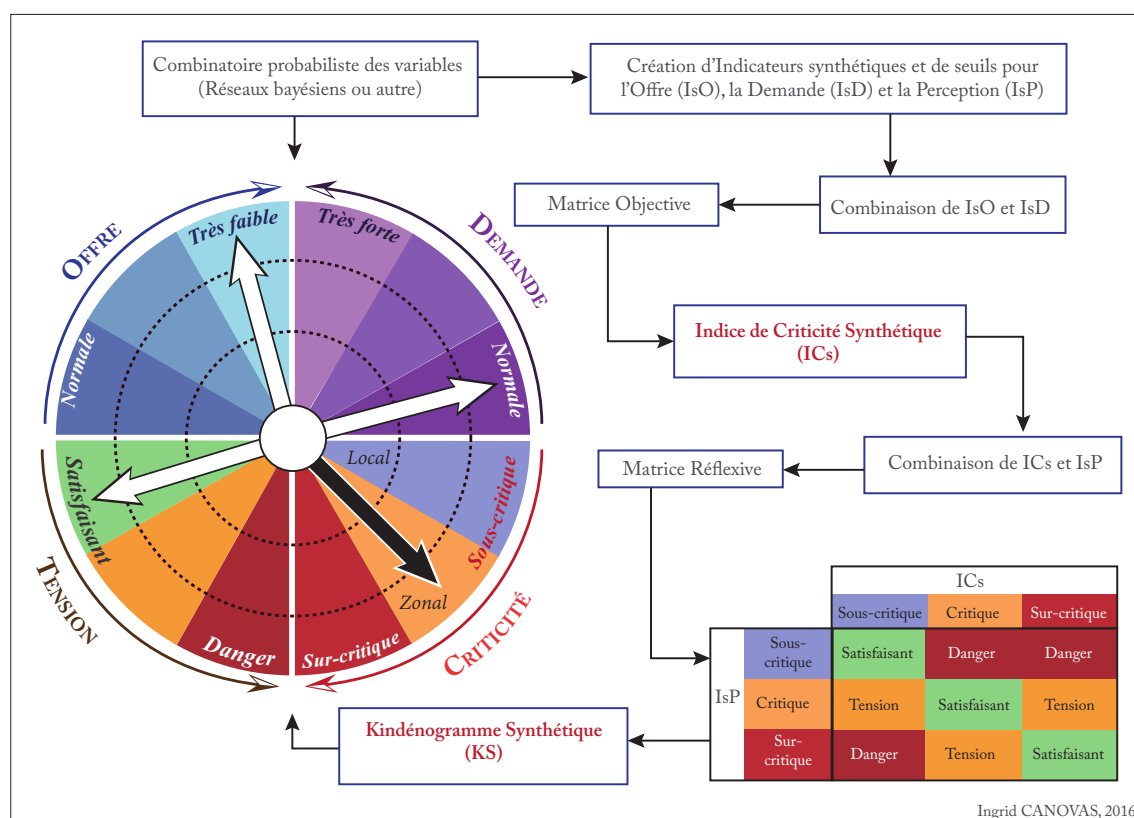 Combinatoire probabiliste des variables
(Réseaux bayésiens ou autre)
Création d'Indicateurs synthétiques et de seuils pour
l'Offre (IsO), la Demande (IsD) et la Perception (IsP)
Matrice Objective
Combinaison de IsO et IsD
Indice de Criticité Synthétique
(ICs)
Matrice Réflexive
Combinaison de ICs et IsP
OFFRE
Très faible
Normale
DEMANDE
Très forte
Normale
TENSION
Satisfaisant
Danger
CRITICITÉ
Local
Zonal
Sous-critique
Sur-critique
Kindénogramme Synthétique
(KS)
ICs
Sous-critique
Critique
Sur-critique
IsP
Sous-
critique
Satisfaisant
Danger
Danger
Critique
Tension
Satisfaisant
Tension
Sur-
critique
Danger
Tension
Satisfaisant
Ingrid CANOVAS, 2016